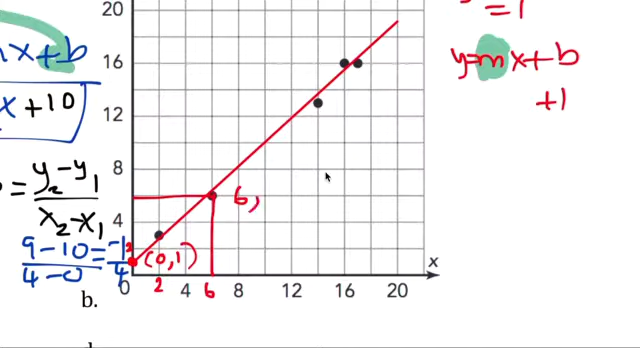 = 1
y=mx+b
+1
mx+b
x+10
= y₂-y₁
x₂-x₁
9-10 = -1
4-0 4
20
16
12
8
4
2
0
6,
(0,1)
2 4 6 8 12 16 20
x
b.